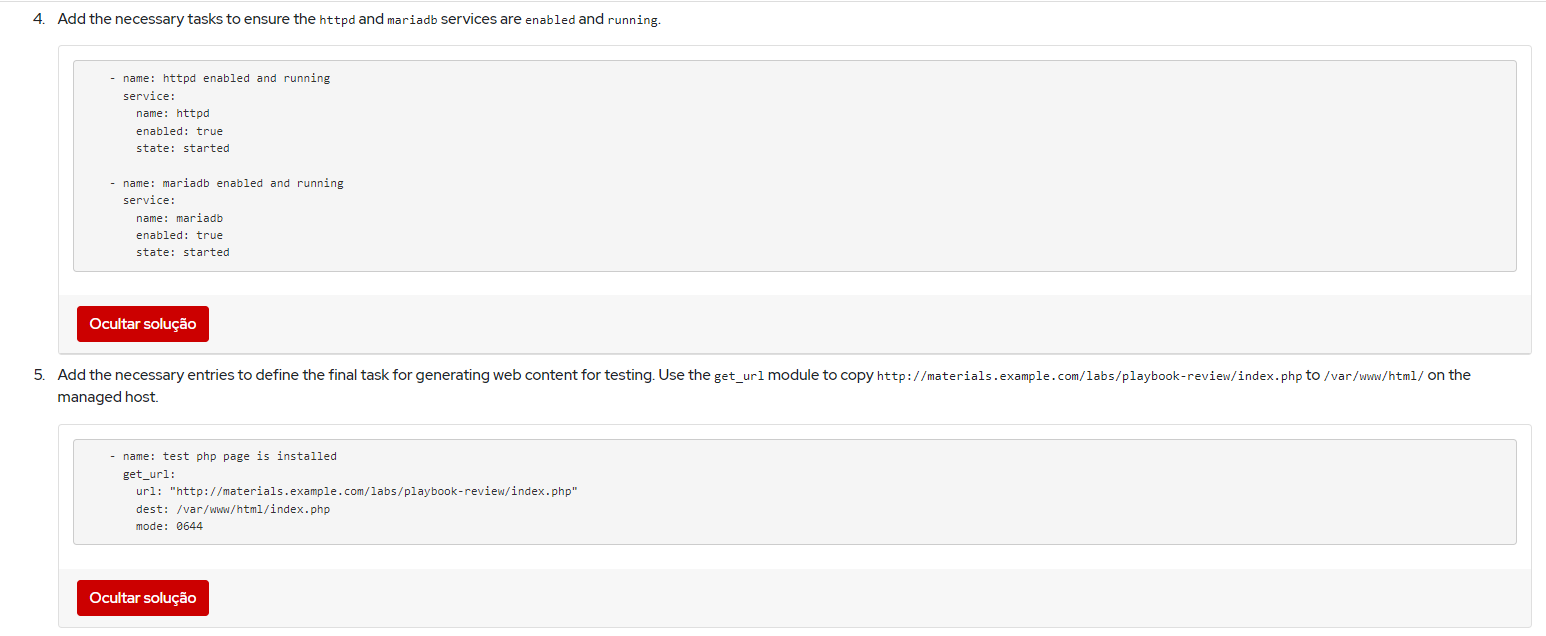 4. Add the necessary tasks to ensure the httpd and mariadb services are enabled and running.
- name: httpd enabled and running
service:
name: httpd
enabled: true
state: started
- name: mariadb enabled and running
service:
name: mariadb
enabled: true
state: started
Ocultar solução
5. Add the necessary entries to define the final task for generating web content for testing. Use the get_url module to copy http://materials.example.com/labs/playbook-review/index.php to /var/www/html/ on the
managed host.
- name: test php page is installed
get_url:
url: "http://materials.example.com/labs/playbook-review/index.php"
dest: /var/www/html/index.php
mode: 0644
Ocultar solução